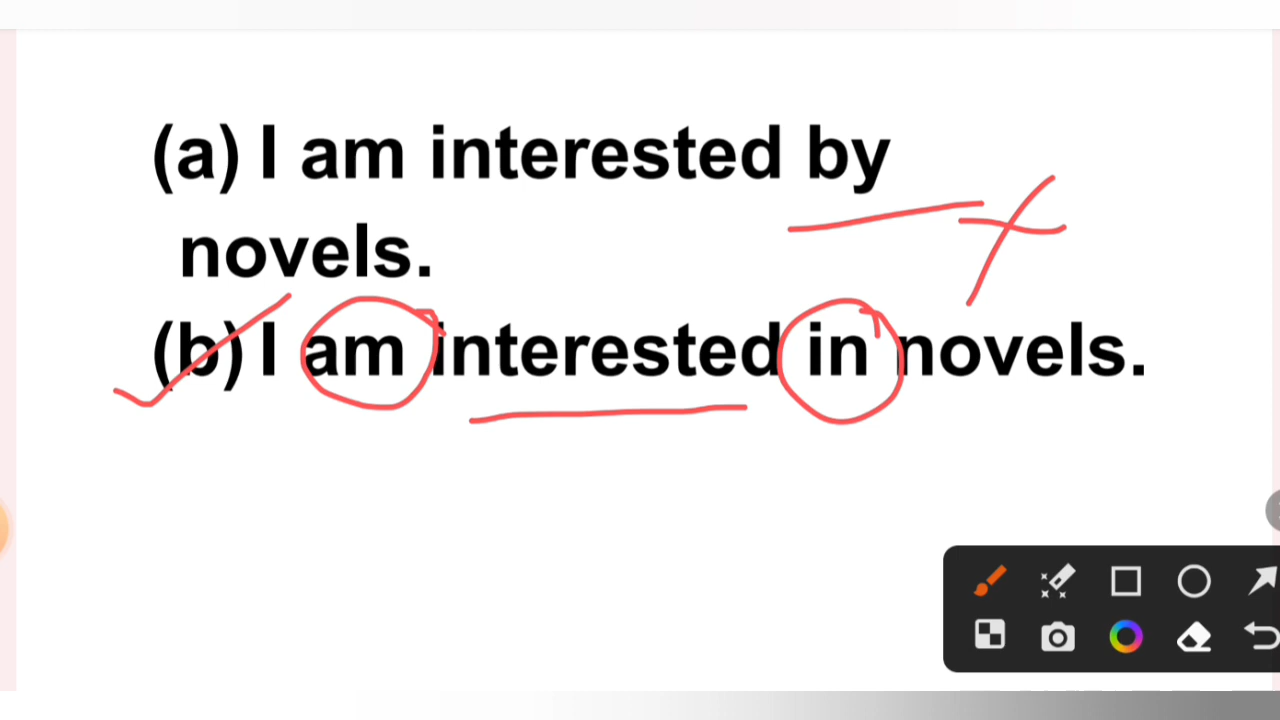 (a) I am interested by
novels.
(b) I am interested in novels.